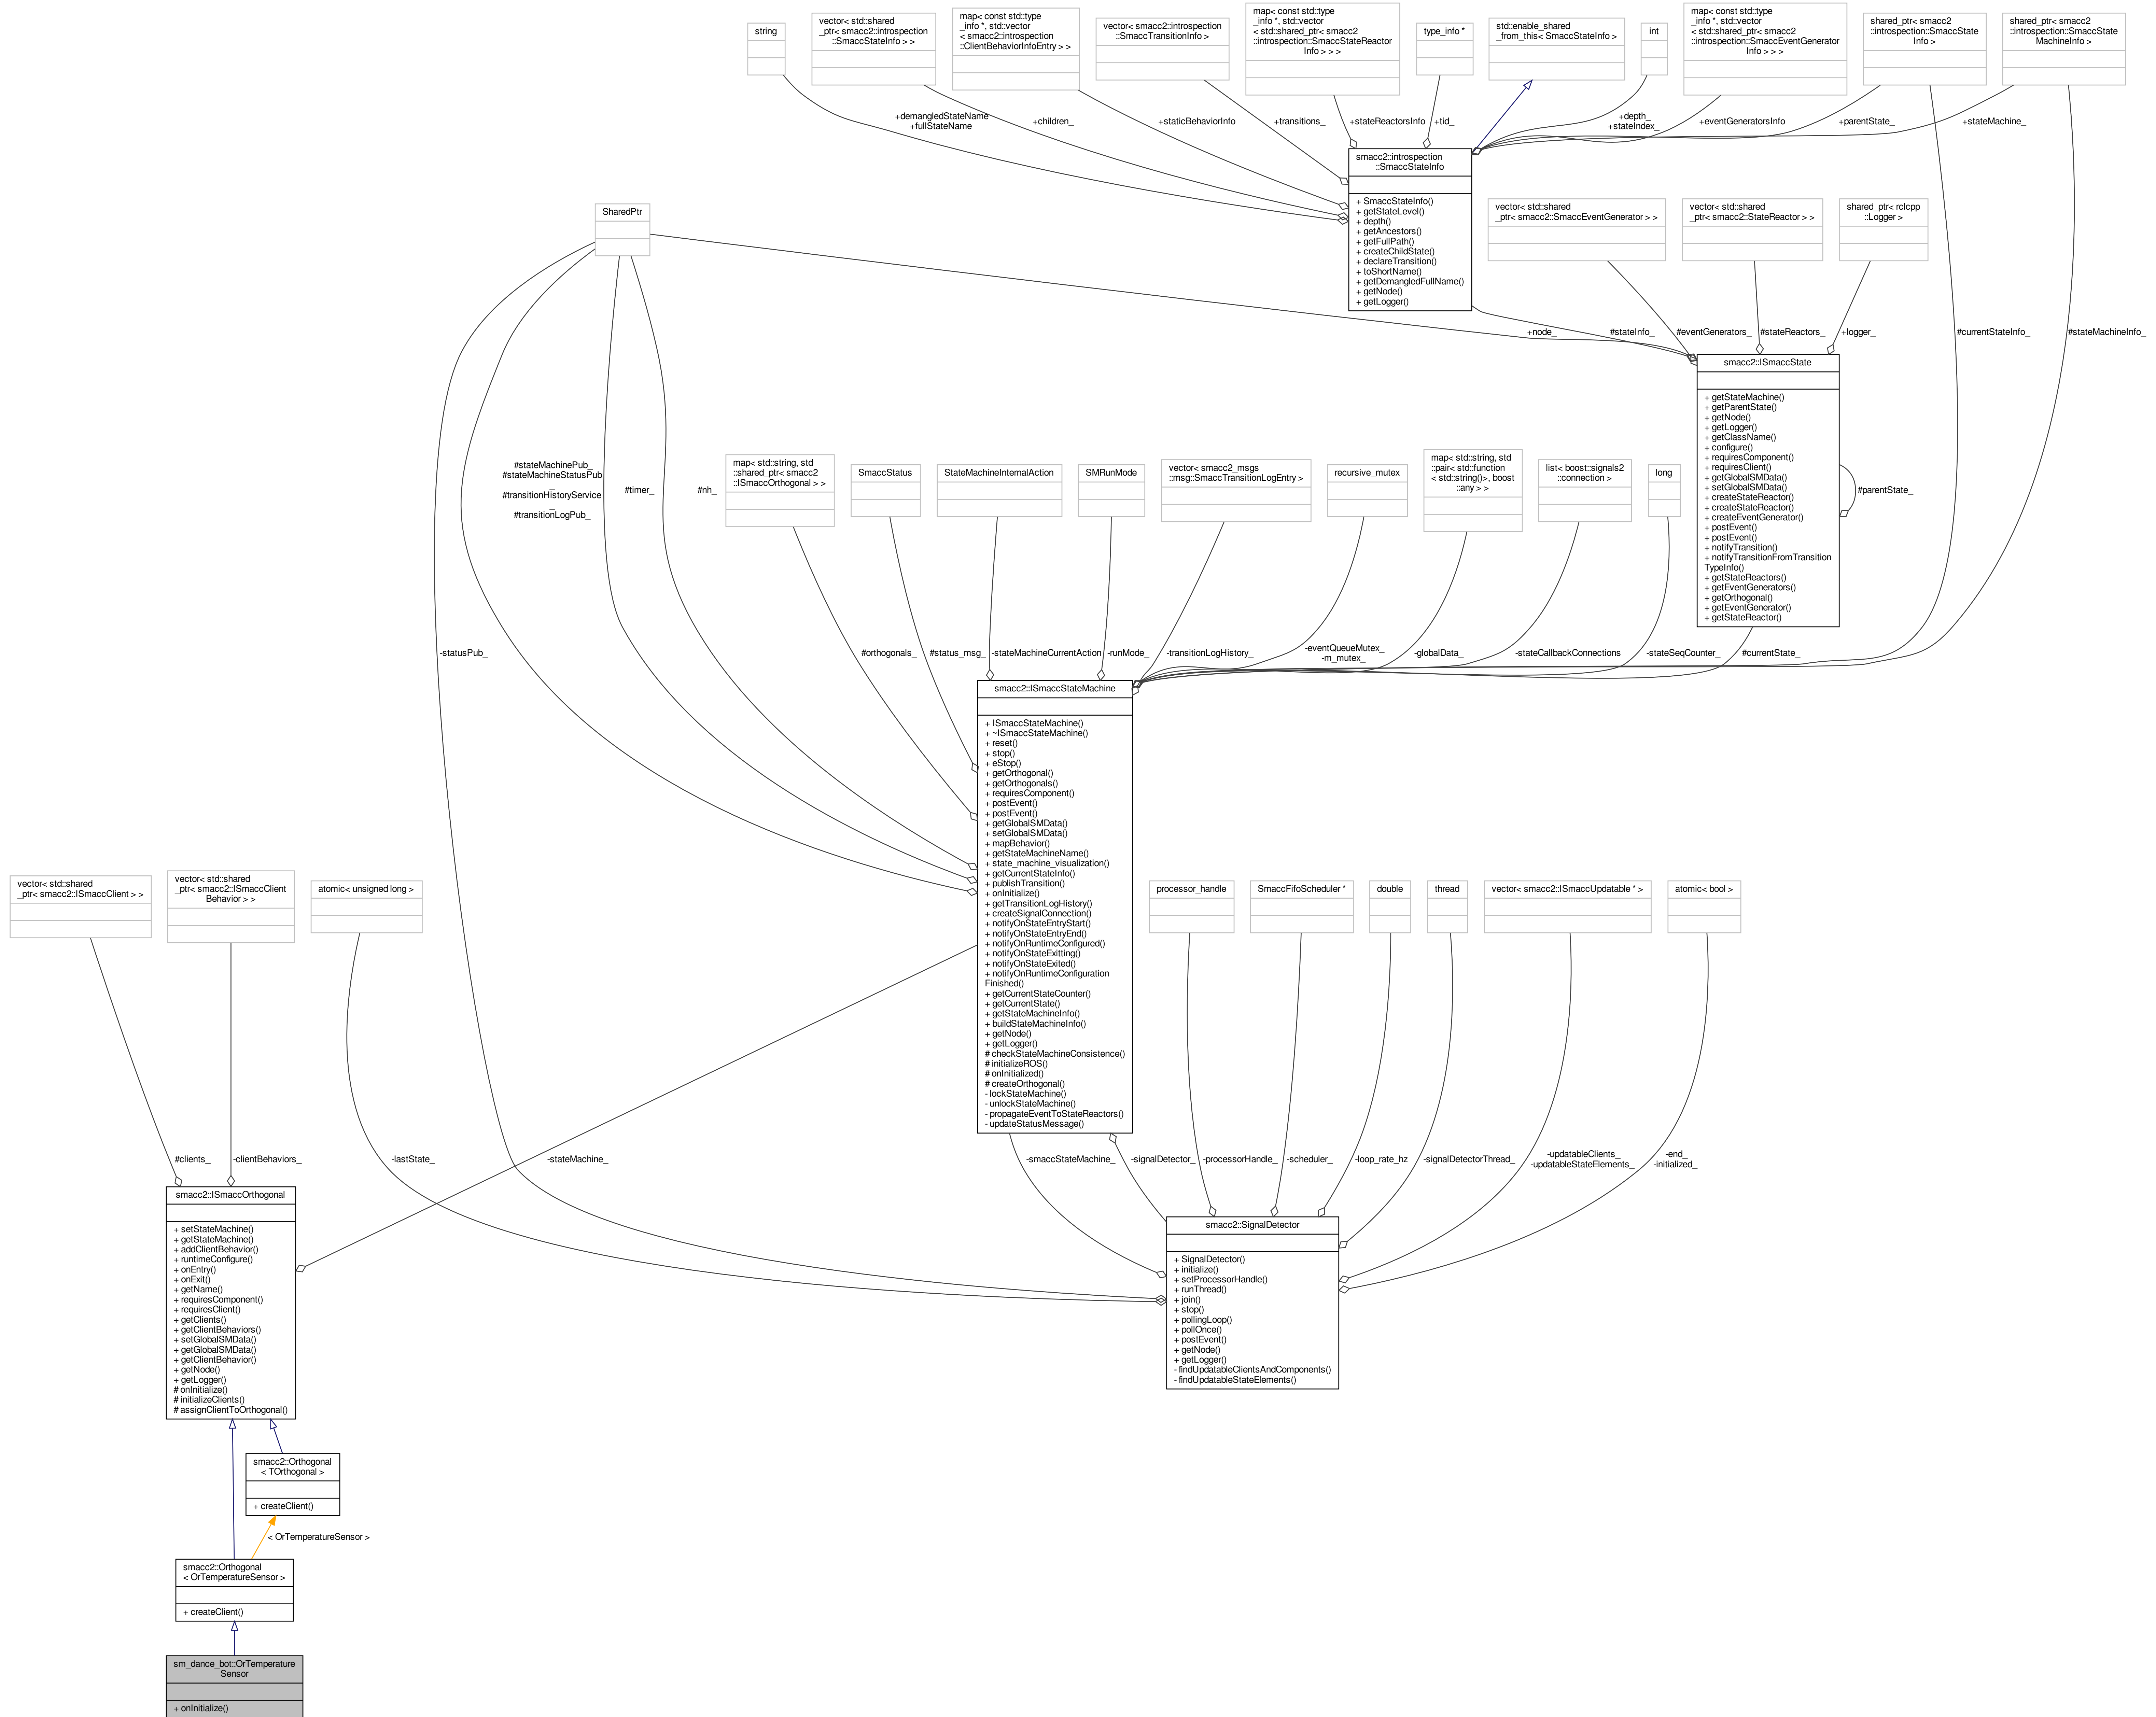 string
vector< std::shared
_ptr< smacc2::introspection
::SmaccStateInfo > >
map< const std::type
_info *, std::vector
< smacc2::introspection
::ClientBehaviorInfoEntry > >
vector< smacc2::introspection
::SmaccTransitionInfo >
map< const std::type
_info *, std::vector
< std::shared_ptr< smacc2
::introspection::SmaccStateReactor
Info > > >
type_info *
std::enable_shared
_from_this< SmaccStateInfo >
int
map< const std::type
_info *, std::vector
< std::shared_ptr< smacc2
::introspection::SmaccEventGenerator
Info > > >
shared_ptr< smacc2
::introspection::SmaccState
Info >
shared_ptr< smacc2
::introspection::SmaccState
MachineInfo >
+demangledStateName
+fullStateName
+children_
+staticBehaviorInfo
+transitions_
+stateReactorsInfo
+tid_
+depth_
+stateIndex_
+eventGeneratorsInfo
+parentState_
+stateMachine_
smacc2::introspection
::SmaccStateInfo
+ SmaccStateInfo()
+ getStateLevel()
+ depth()
+ getAncestors()
+ getFullPath()
+ createChildState()
+ declareTransition()
+ toShortName()
+ getDemangledFullName()
+ getNode()
+ getLogger()
SharedPtr
vector< std::shared
_ptr< smacc2::SmaccEventGenerator > >
vector< std::shared
_ptr< smacc2::StateReactor > >
shared_ptr< rclcpp
::Logger >
+node_
#stateInfo_
#eventGenerators_
#stateReactors_
+logger_
#currentStateInfo_
#stateMachineInfo_
smacc2::ISmaccState
+ getStateMachine()
+ getParentState()
+ getNode()
+ getLogger()
+ getClassName()
+ configure()
+ requiresComponent()
+ requiresClient()
+ getGlobalSMData()
+ setGlobalSMData()
+ createStateReactor()
+ createStateReactor()
+ createEventGenerator()
+ postEvent()
+ postEvent()
+ notifyTransition()
+ notifyTransitionFromTransition
TypeInfo()
+ getStateReactors()
+ getEventGenerators()
+ getOrthogonal()
+ getEventGenerator()
+ getStateReactor()
#parentState_
#stateMachinePub_
#stateMachineStatusPub
_
#transitionHistoryService
_
#transitionLogPub_
#timer_
#nh_
map< std::string, std
::shared_ptr< smacc2
::ISmaccOrthogonal > >
SmaccStatus
StateMachineInternalAction
SMRunMode
vector< smacc2_msgs
::msg::SmaccTransitionLogEntry >
recursive_mutex
map< std::string, std
::pair< std::function
< std::string()>, boost
::any > >
list< boost::signals2
::connection >
long
-statusPub_
#orthogonals_
#status_msg_
-stateMachineCurrentAction
-runMode_
-transitionLogHistory_
-eventQueueMutex_
-m_mutex_
-globalData_
-stateCallbackConnections
-stateSeqCounter_
#currentState_
smacc2::ISmaccStateMachine
+ ISmaccStateMachine()
+ ~ISmaccStateMachine()
+ reset()
+ stop()
+ eStop()
+ getOrthogonal()
+ getOrthogonals()
+ requiresComponent()
+ postEvent()
+ postEvent()
+ getGlobalSMData()
+ setGlobalSMData()
+ mapBehavior()
+ getStateMachineName()
+ state_machine_visualization()
+ getCurrentStateInfo()
+ publishTransition()
+ onInitialize()
+ getTransitionLogHistory()
+ createSignalConnection()
+ notifyOnStateEntryStart()
+ notifyOnStateEntryEnd()
+ notifyOnRuntimeConfigured()
+ notifyOnStateExitting()
+ notifyOnStateExited()
+ notifyOnRuntimeConfiguration
Finished()
+ getCurrentStateCounter()
+ getCurrentState()
+ getStateMachineInfo()
+ buildStateMachineInfo()
+ getNode()
+ getLogger()
# checkStateMachineConsistence()
# initializeROS()
# onInitialized()
# createOrthogonal()
- lockStateMachine()
- unlockStateMachine()
- propagateEventToStateReactors()
- updateStatusMessage()
vector< std::shared
_ptr< smacc2::ISmaccClient > >
vector< std::shared
_ptr< smacc2::ISmaccClient
Behavior > >
atomic< unsigned long >
processor_handle
SmaccFifoScheduler *
double
thread
vector< smacc2::ISmaccUpdatable * >
atomic< bool >
#clients_
-clientBehaviors_
-lastState_
-stateMachine_
-smaccStateMachine_
-signalDetector_
-processorHandle_
-scheduler_
-loop_rate_hz
-signalDetectorThread_
-updatableClients_
-updatableStateElements_
-end_
-initialized_
smacc2::ISmaccOrthogonal
+ setStateMachine()
+ getStateMachine()
+ addClientBehavior()
+ runtimeConfigure()
+ onEntry()
+ onExit()
+ getName()
+ requiresComponent()
+ requiresClient()
+ getClients()
+ getClientBehaviors()
+ setGlobalSMData()
+ getGlobalSMData()
+ getClientBehavior()
+ getNode()
+ getLogger()
# onInitialize()
# initializeClients()
# assignClientToOrthogonal()
smacc2::SignalDetector
+ SignalDetector()
+ initialize()
+ setProcessorHandle()
+ runThread()
+ join()
+ stop()
+ pollingLoop()
+ pollOnce()
+ postEvent()
+ getNode()
+ getLogger()
- findUpdatableClientsAndComponents()
- findUpdatableStateElements()
smacc2::Orthogonal
< TOrthogonal >
+ createClient()
< OrTemperatureSensor >
smacc2::Orthogonal
< OrTemperatureSensor >
+ createClient()
sm_dance_bot::OrTemperature
Sensor
+ onInitialize()